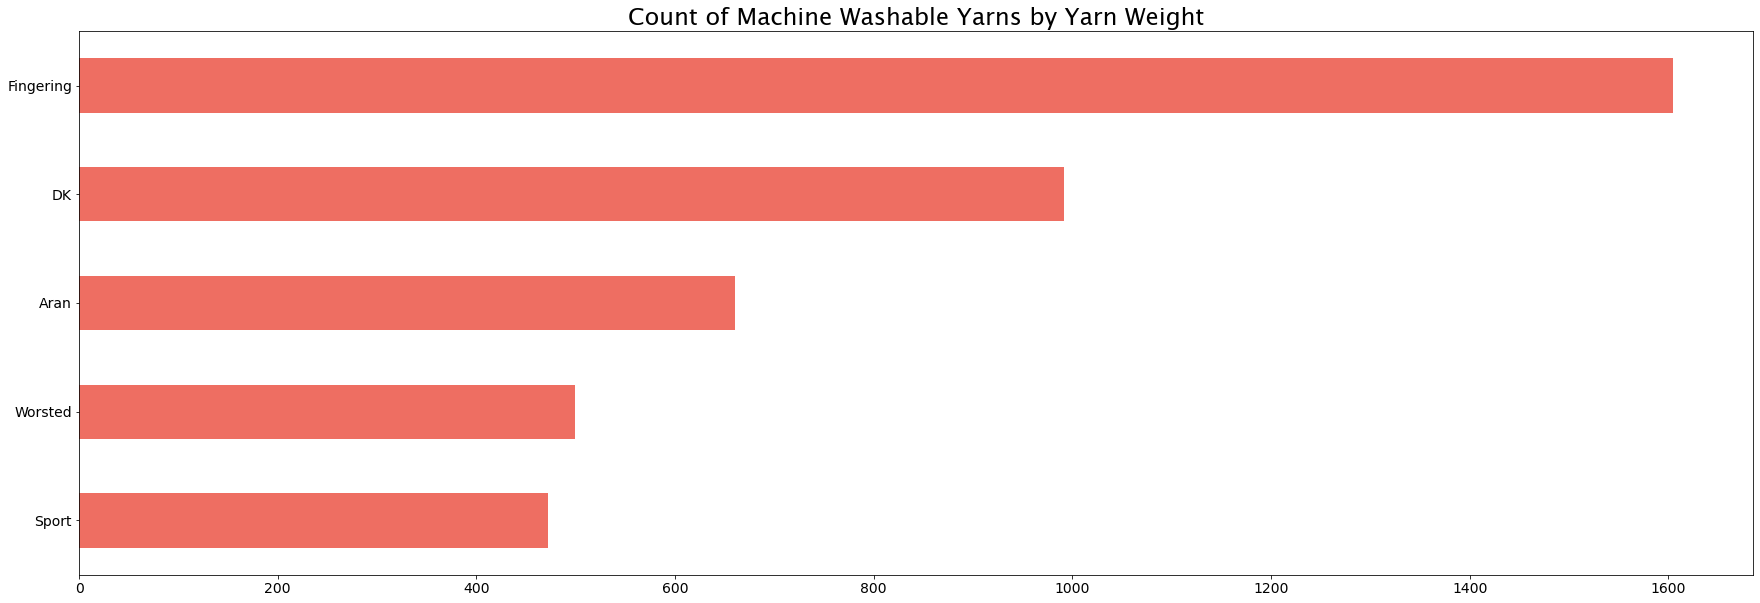 Count of Machine Washable Yarns by Yarn Weight
Fingering
DK
Aran
Worsted
Sport
0 200 400 600 800 1000 1200 1400 1600